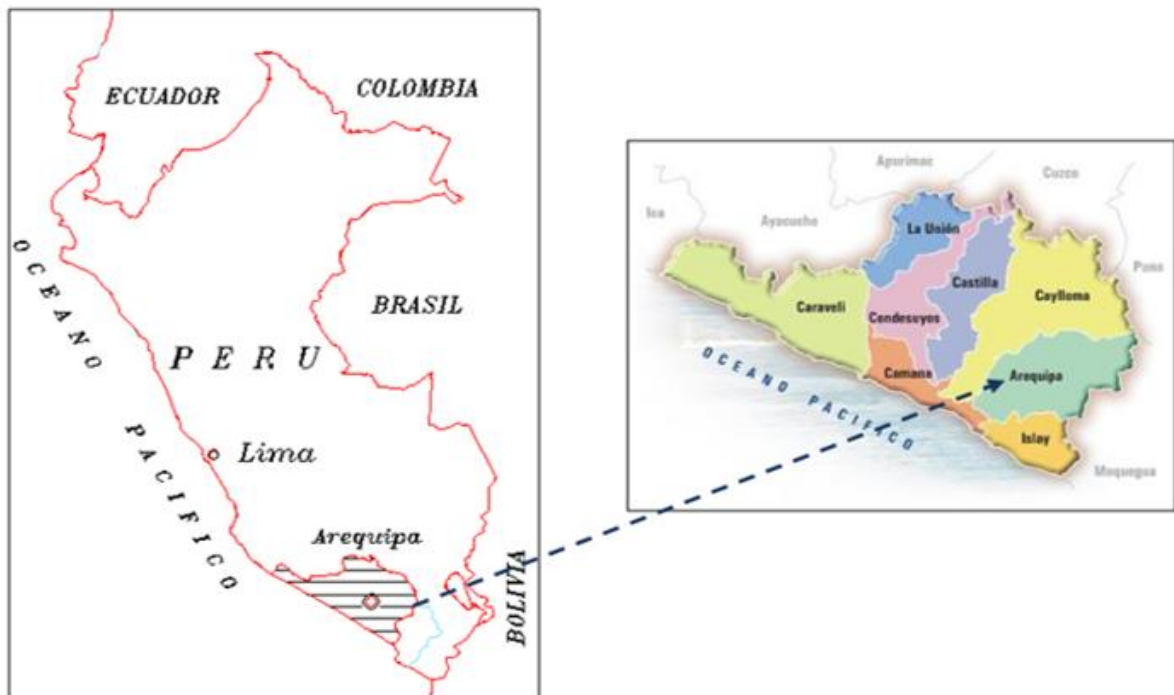 ECUADOR
COLOMBIA
OCEANO PACIFICO
BRASIL
PERU
Lima
Arequipa
BOLIVIA
Apurimac
Cuzco
Ica
Ayacucho
La Unión
Puno
Castilla
Caylloma
Caraveli
Condesuyos
OCEANO PACIFICO
Camana
Arequipa
Islay
Moquegua